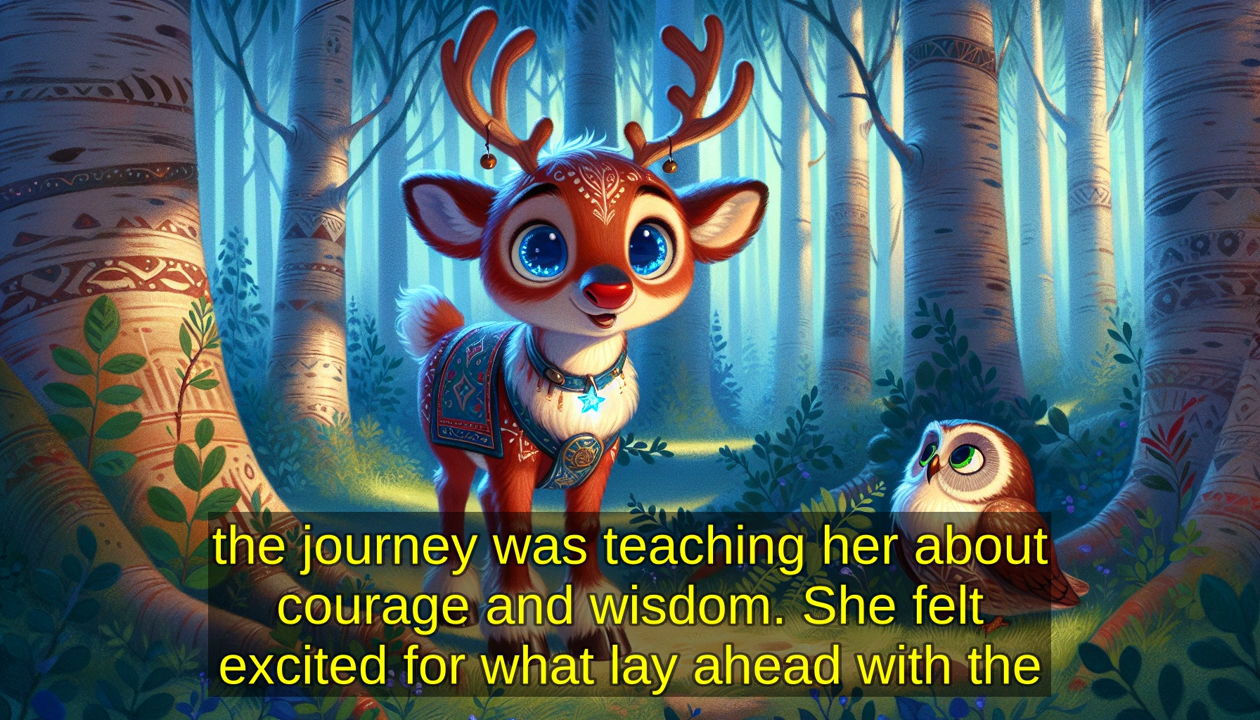 the journey was teaching her about
courage and wisdom. She felt
excited for what lay ahead with the